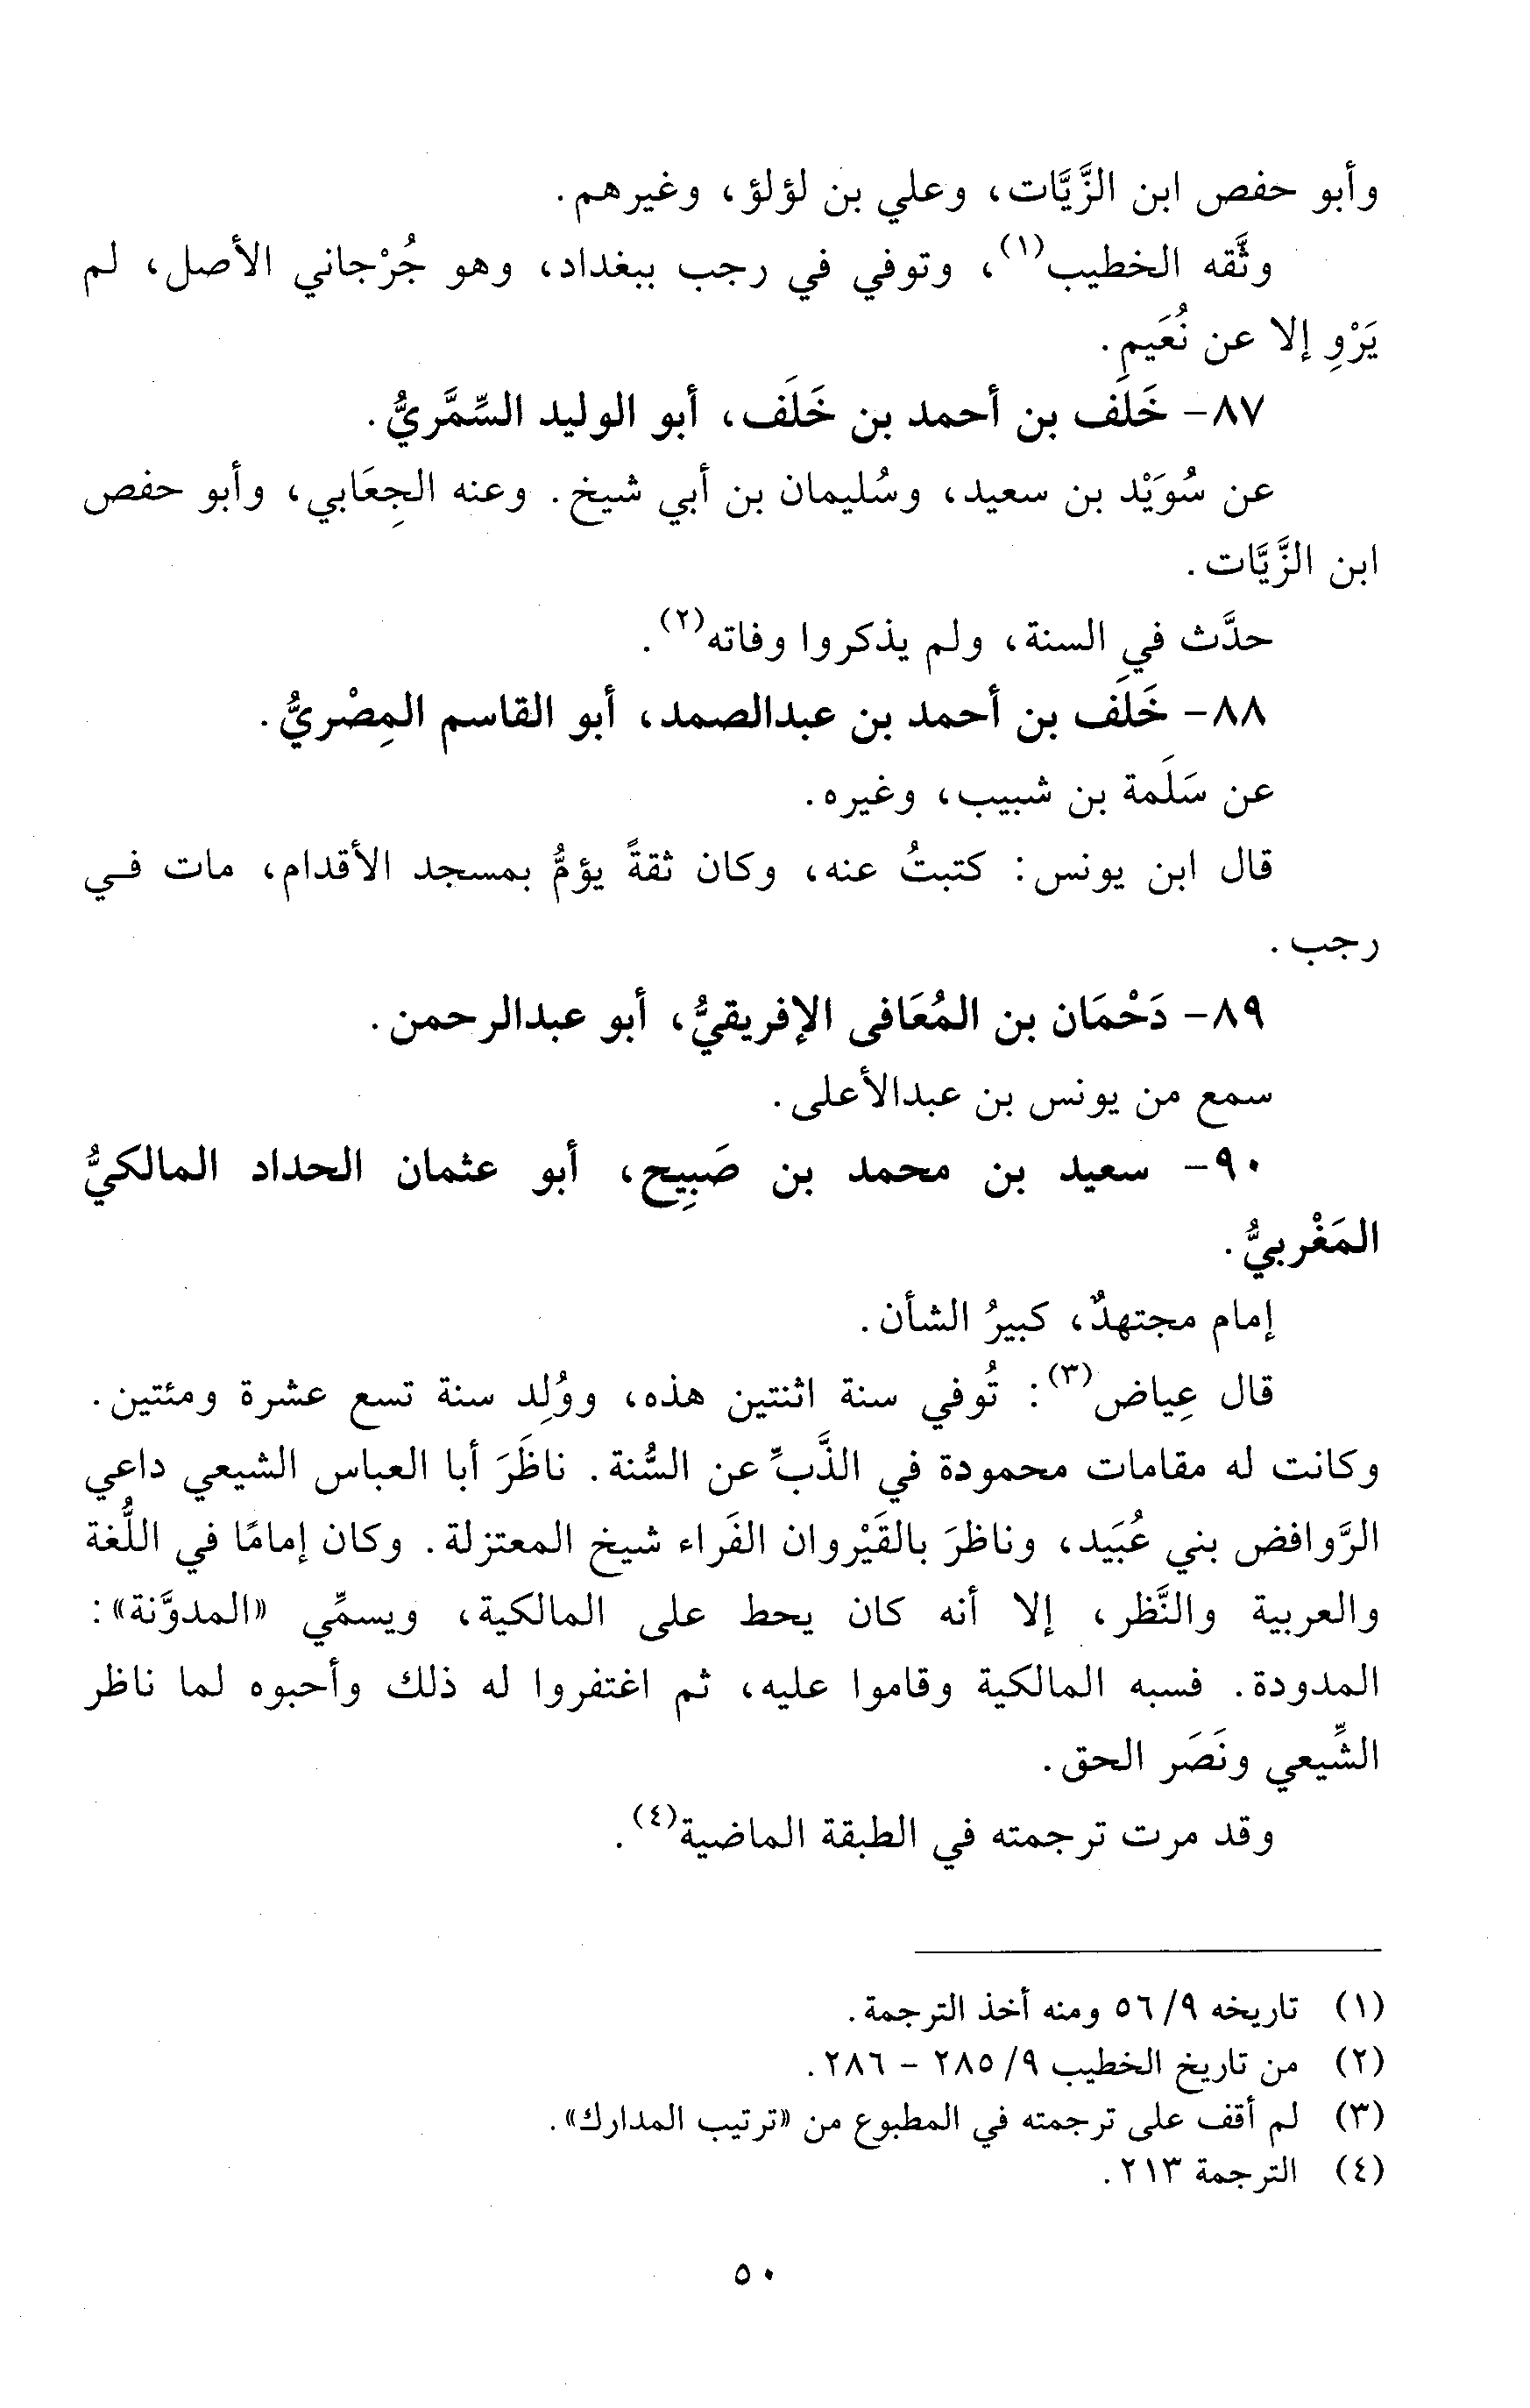 وأبو حفص ابن الزَّيَّات، وعلي بن لؤلؤ، وغيرهم.
وثَّقه الخطيب(١)، وتوفي في رجب ببغداد، وهو جُرْجاني الأصل، لم
يَرْوِ إلا عن نُعَيم.
٨٧- خَلَف بن أحمد بن خَلَف، أبو الوليد السِّمَّريُّ.
عن سُوَيْد بن سعيد، وسُليمان بن أبي شيخ. وعنه الجِعَابي، وأبو حفص
ابن الزَّيَّات.
حدَّث في السنة، ولم يذكروا وفاته(٢).
٨٨- خَلَف بن أحمد بن عبدالصمد، أبو القاسم المِصْريُّ.
عن سَلَمة بن شبيب، وغيره.
قال ابن يونس: كتبتُ عنه، وكان ثقةً يؤمُّ بمسجد الأقدام، مات في
رجب.
٨٩- دَحْمَان بن المُعَافى الإفريقيُّ، أبو عبدالرحمن.
سمع من يونس بن عبدالأعلى.
٩٠- سعيد بن محمد بن صَبِيح، أبو عثمان الحداد المالكيُّ
المَغْربيُّ.
إمام مجتهدٌ، كبيرُ الشأن.
قال عِياض(٣): تُوفي سنة اثنتين هذه، ووُلِد سنة تسع عشرة ومئتين.
وكانت له مقامات محمودة في الذَّبِّ عن السُّنة. ناظَرَ أبا العباس الشيعي داعي
الرَّوافض بني عُبَيد، وناظرَ بالقَيْروان الفَراء شيخ المعتزلة. وكان إمامًا في اللُّغة
والعربية والنَّظر، إلا أنه كان يحط على المالكية، ويسمِّي «المدوَّنة»:
المدودة. فسبه المالكية وقاموا عليه، ثم اغتفروا له ذلك وأحبوه لما ناظر
الشِّيعي ونَصَر الحق.
وقد مرت ترجمته في الطبقة الماضية(٤).
(١) تاريخه ٩/ ٥٦ ومنه أخذ الترجمة.
(٢) من تاريخ الخطيب ٩/ ٢٨٥ - ٢٨٦.
(٣) لم أقف على ترجمته في المطبوع من «ترتيب المدارك».
(٤) الترجمة ٢١٣.
٥٠